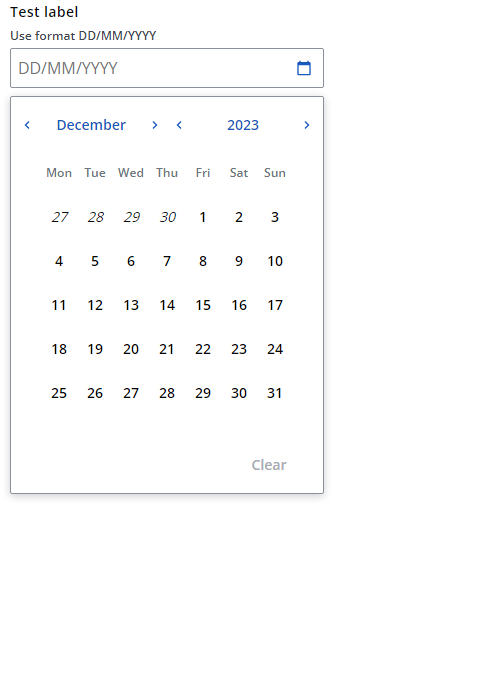 Test label
Use format DD/MM/YYYY
DD/MM/YYYY
December 2023
Mon Tue Wed Thu Fri Sat Sun
27 28 29 30 1 2 3
4 5 6 7 8 9 10
11 12 13 14 15 16 17
18 19 20 21 22 23 24
25 26 27 28 29 30 31
Clear